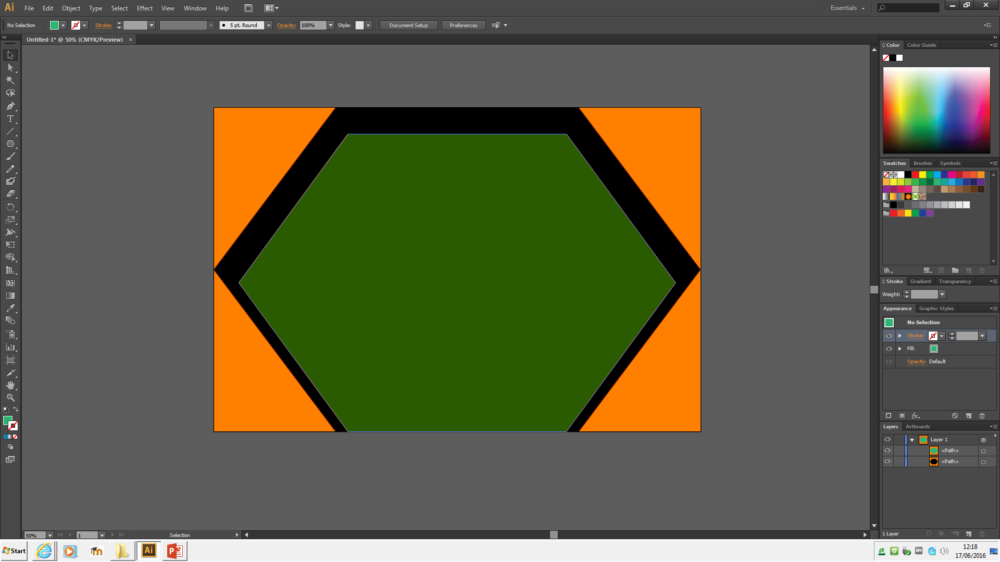 Ai File Edit Object Type Select Effect View Window Help Br Essentials
No Selection Stroke: 5 pt. Round Opacity: 100% Style: Document Setup Preferences
Untitled-1* @ 50% (CMYK/Preview)
Color Color Guide
Swatches Brushes Symbols
Stroke Gradient Transparency
Weight:
Appearance Graphic Styles
No Selection
Stroke:
Fill:
Opacity: Default
fx
Layers Artboards
Layer 1
<Path>
<Path>
1 Layer
50% 1 Selection
Start Ai P 12:18
17/06/2016